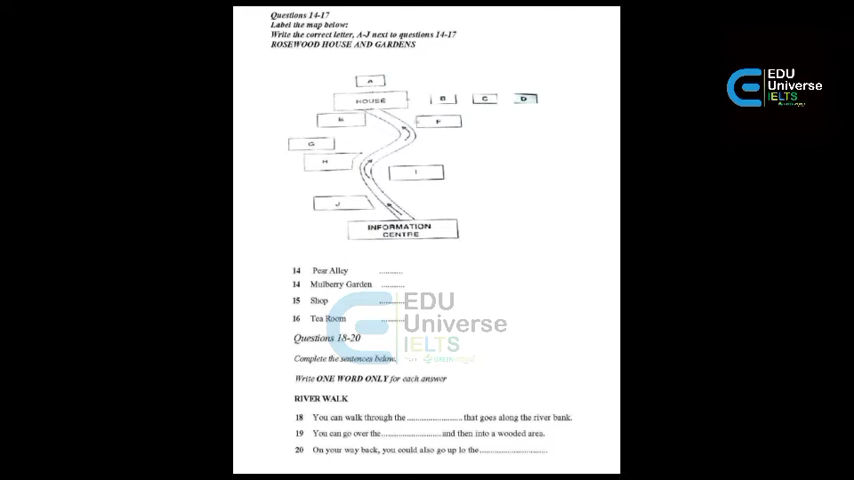 Questions 14-17
Label the map below:
Write the correct letter, A-J next to questions 14-17
ROSEWOOD HOUSE AND GARDENS
A
HOUSE
B
C
D
E
F
G
H
I
J
INFORMATION
CENTRE
14 Pear Alley ............
14 Mulberry Garden ............
15 Shop ............
16 Tea Room ............
Questions 18-20
Complete the sentences below.
Write ONE WORD ONLY for each answer
RIVER WALK
18 You can walk through the ...................... that goes along the river bank.
19 You can go over the ........................ and then into a wooded area.
20 On your way back, you could also go up lo the ...........................
EDU
Universe
IELTS
EDU
Universe
IELTS